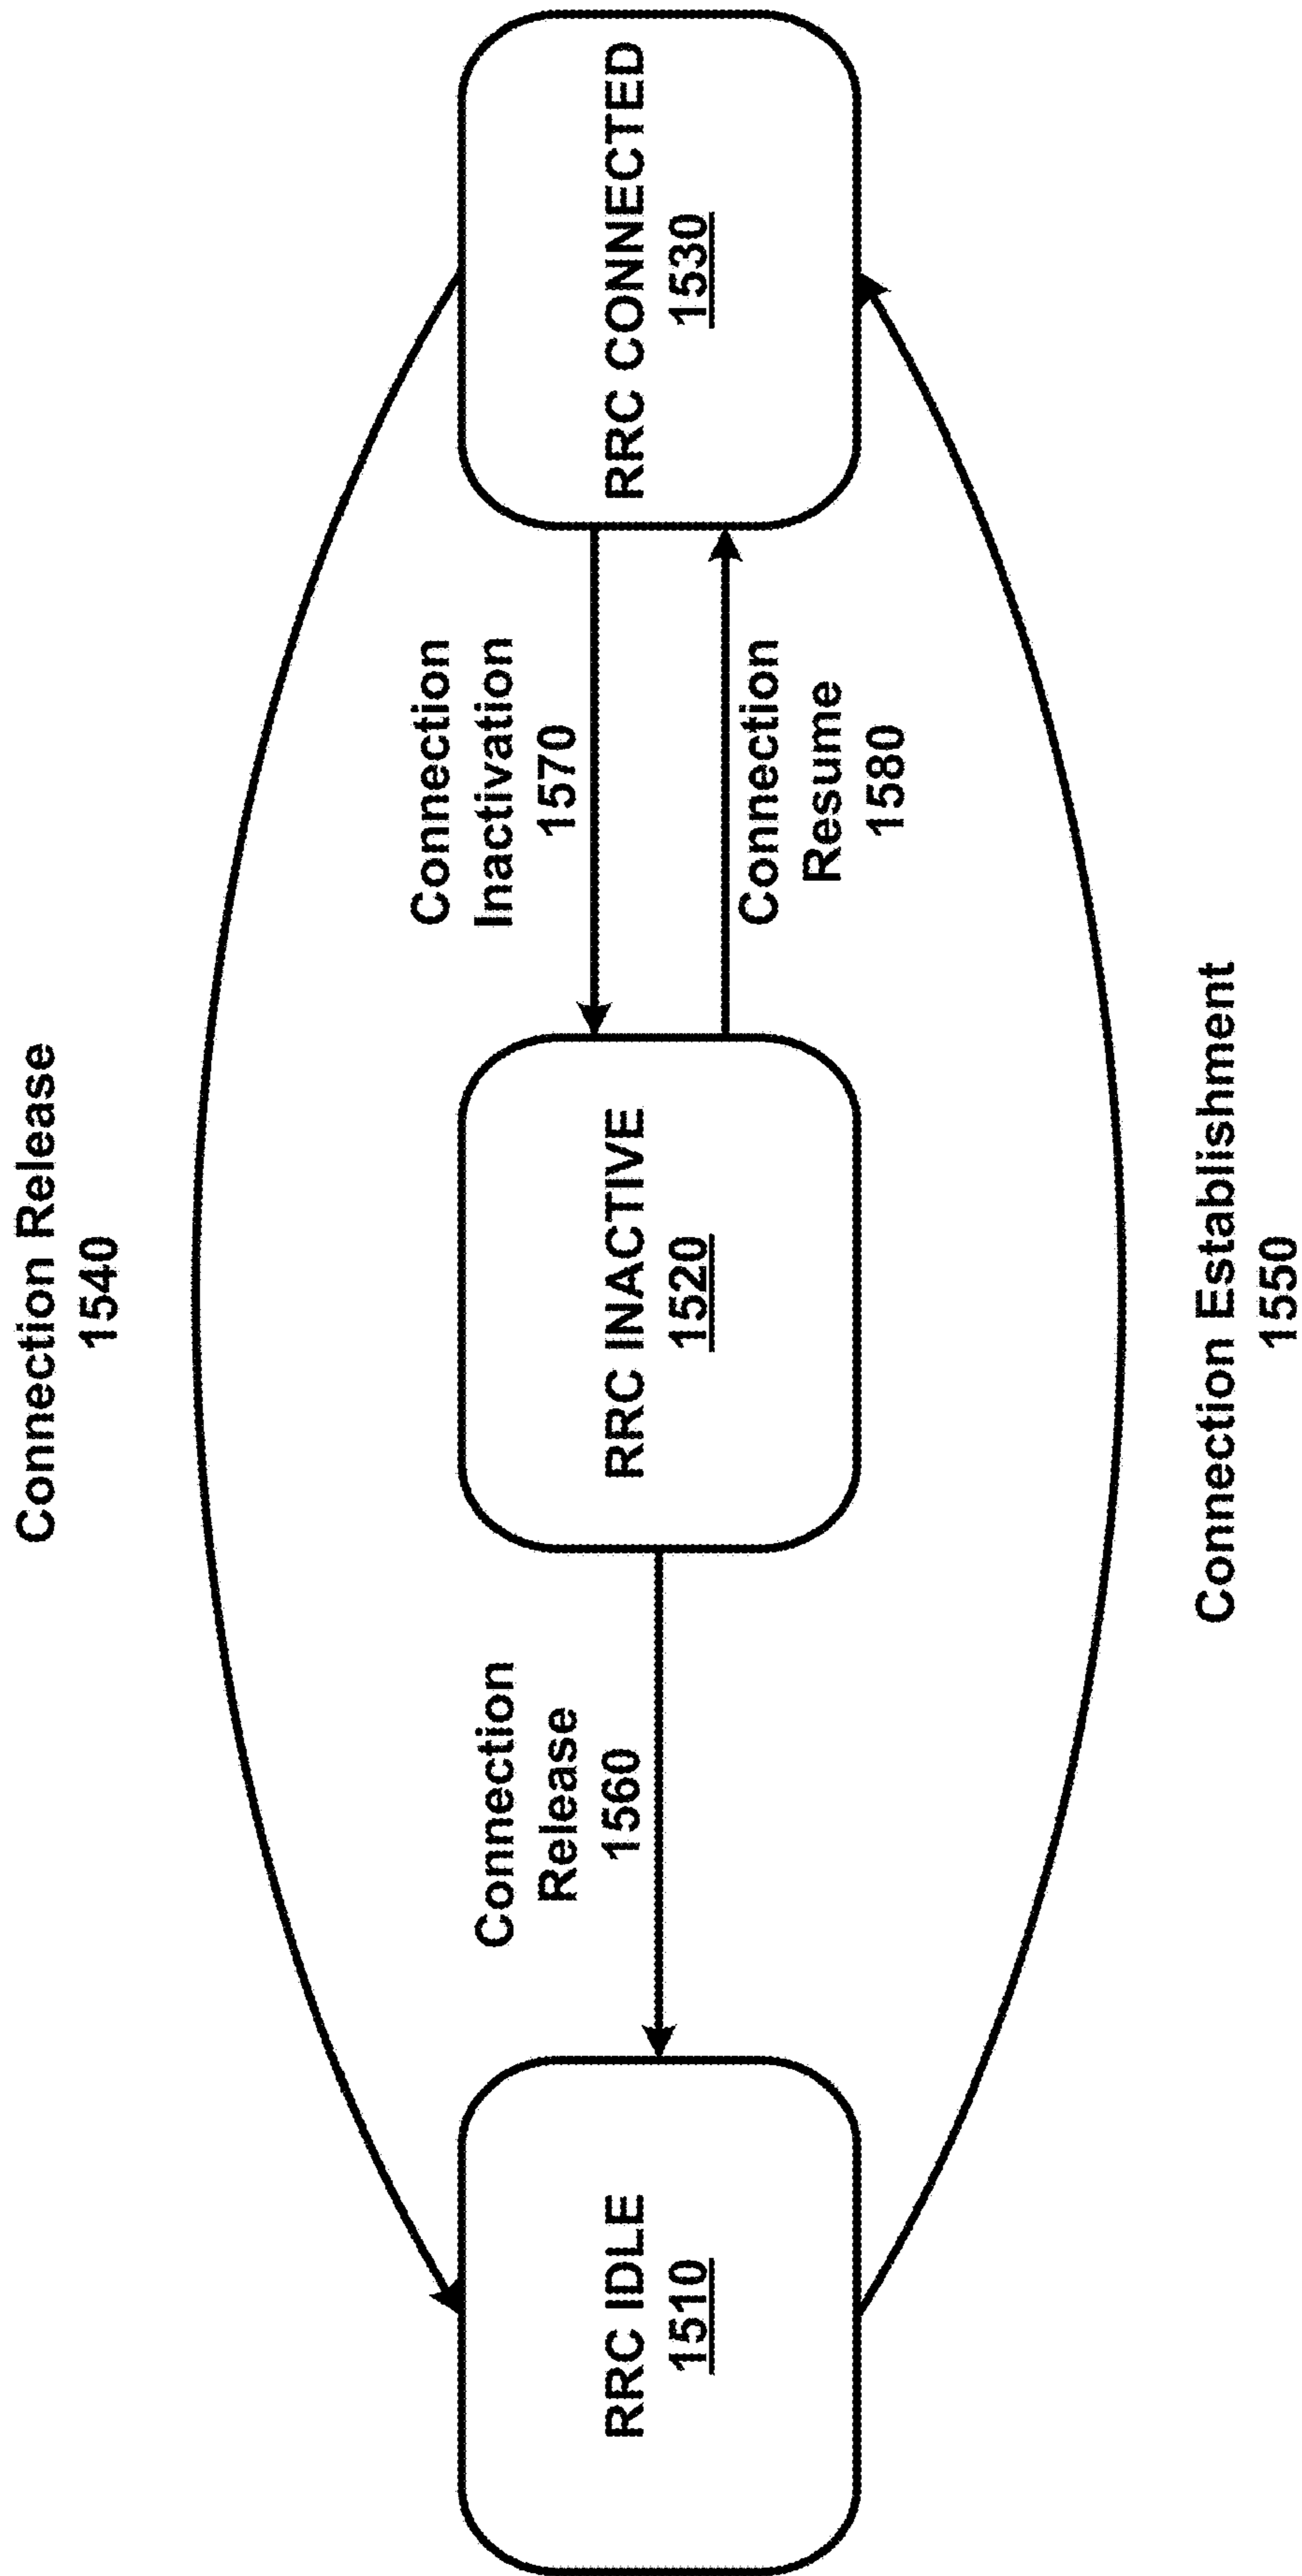 Connection Release
1540
RRC IDLE
1510
Connection
Release
1560
RRC INACTIVE
1520
Connection
Inactivation
1570
Connection
Resume
1580
RRC CONNECTED
1530
Connection Establishment
1550